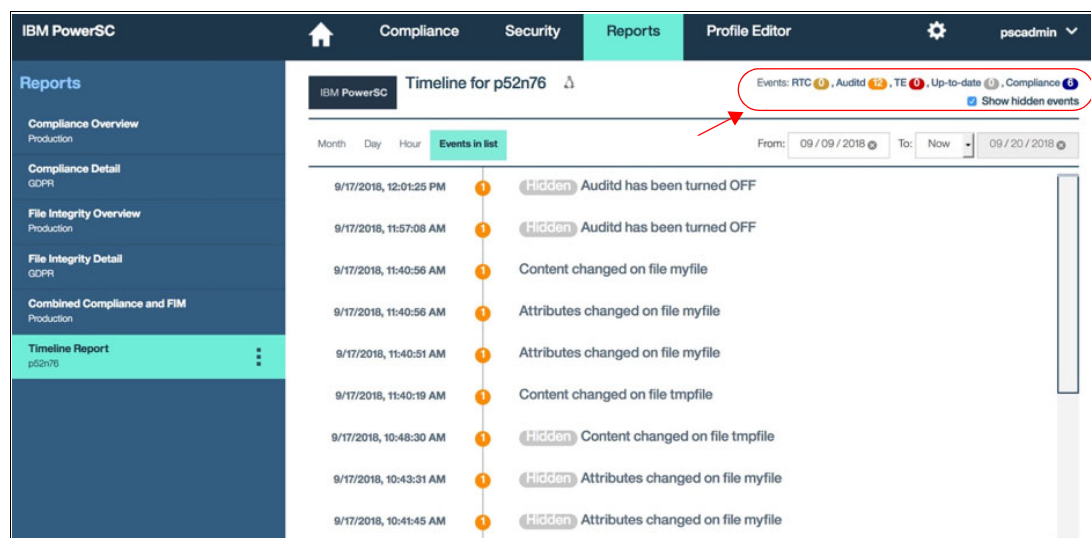 IBM PowerSC
Compliance Security Reports Profile Editor pscadmin
Reports
Compliance Overview
Production
Compliance Detail
GDPR
File Integrity Overview
Production
File Integrity Detail
GDPR
Combined Compliance and FIM
Production
Timeline Report
p52n76
IBM PowerSC
Timeline for p52n76
Events: RTC 0 , Auditd 12 , TE 0 , Up-to-date 0 , Compliance 6
Show hidden events
Month Day Hour Events in list
From: 09 / 09 / 2018 To: Now 09 / 20 / 2018
9/17/2018, 12:01:25 PM 1 Hidden Auditd has been turned OFF
9/17/2018, 11:57:08 AM 1 Hidden Auditd has been turned OFF
9/17/2018, 11:40:56 AM 1 Content changed on file myfile
9/17/2018, 11:40:56 AM 1 Attributes changed on file myfile
9/17/2018, 11:40:51 AM 1 Attributes changed on file myfile
9/17/2018, 11:40:19 AM 1 Content changed on file tmpfile
9/17/2018, 10:48:30 AM 1 Hidden Content changed on file tmpfile
9/17/2018, 10:43:31 AM 1 Hidden Attributes changed on file myfile
9/17/2018, 10:41:45 AM 1 Hidden Attributes changed on file myfile